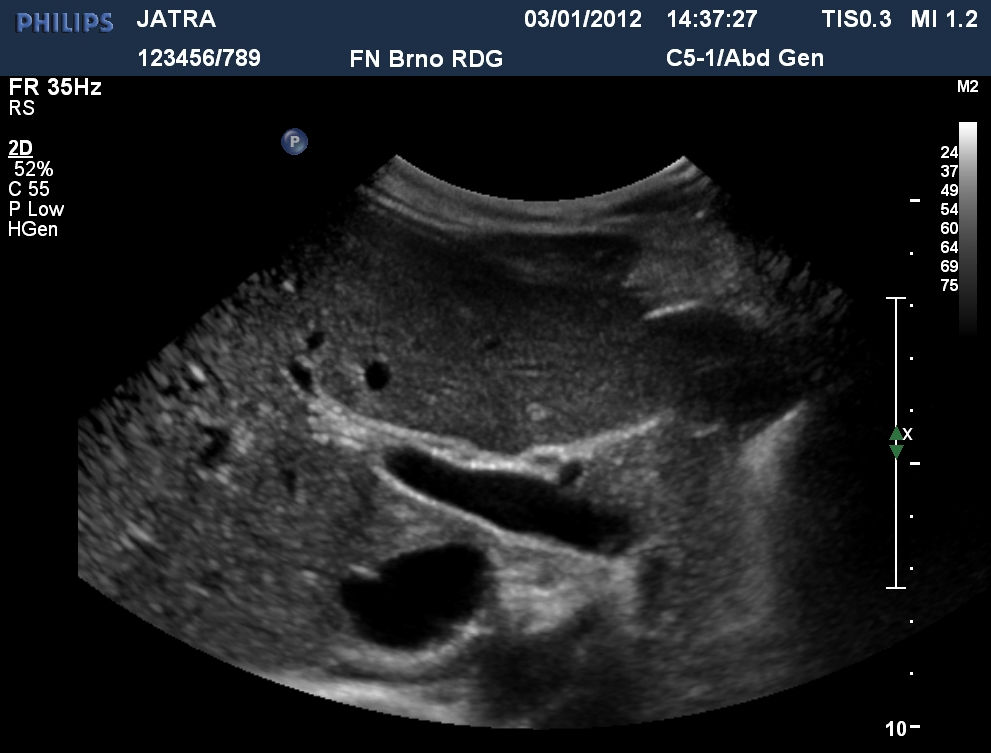 PHILIPS JATRA 03/01/2012 14:37:27 TIS0.3 MI 1.2
123456/789 FN Brno RDG C5-1/Abd Gen
FR 35Hz
RS
M2
P
2D
52%
C 55
P Low
HGen
24
37
49
54
60
64
69
75
X
10